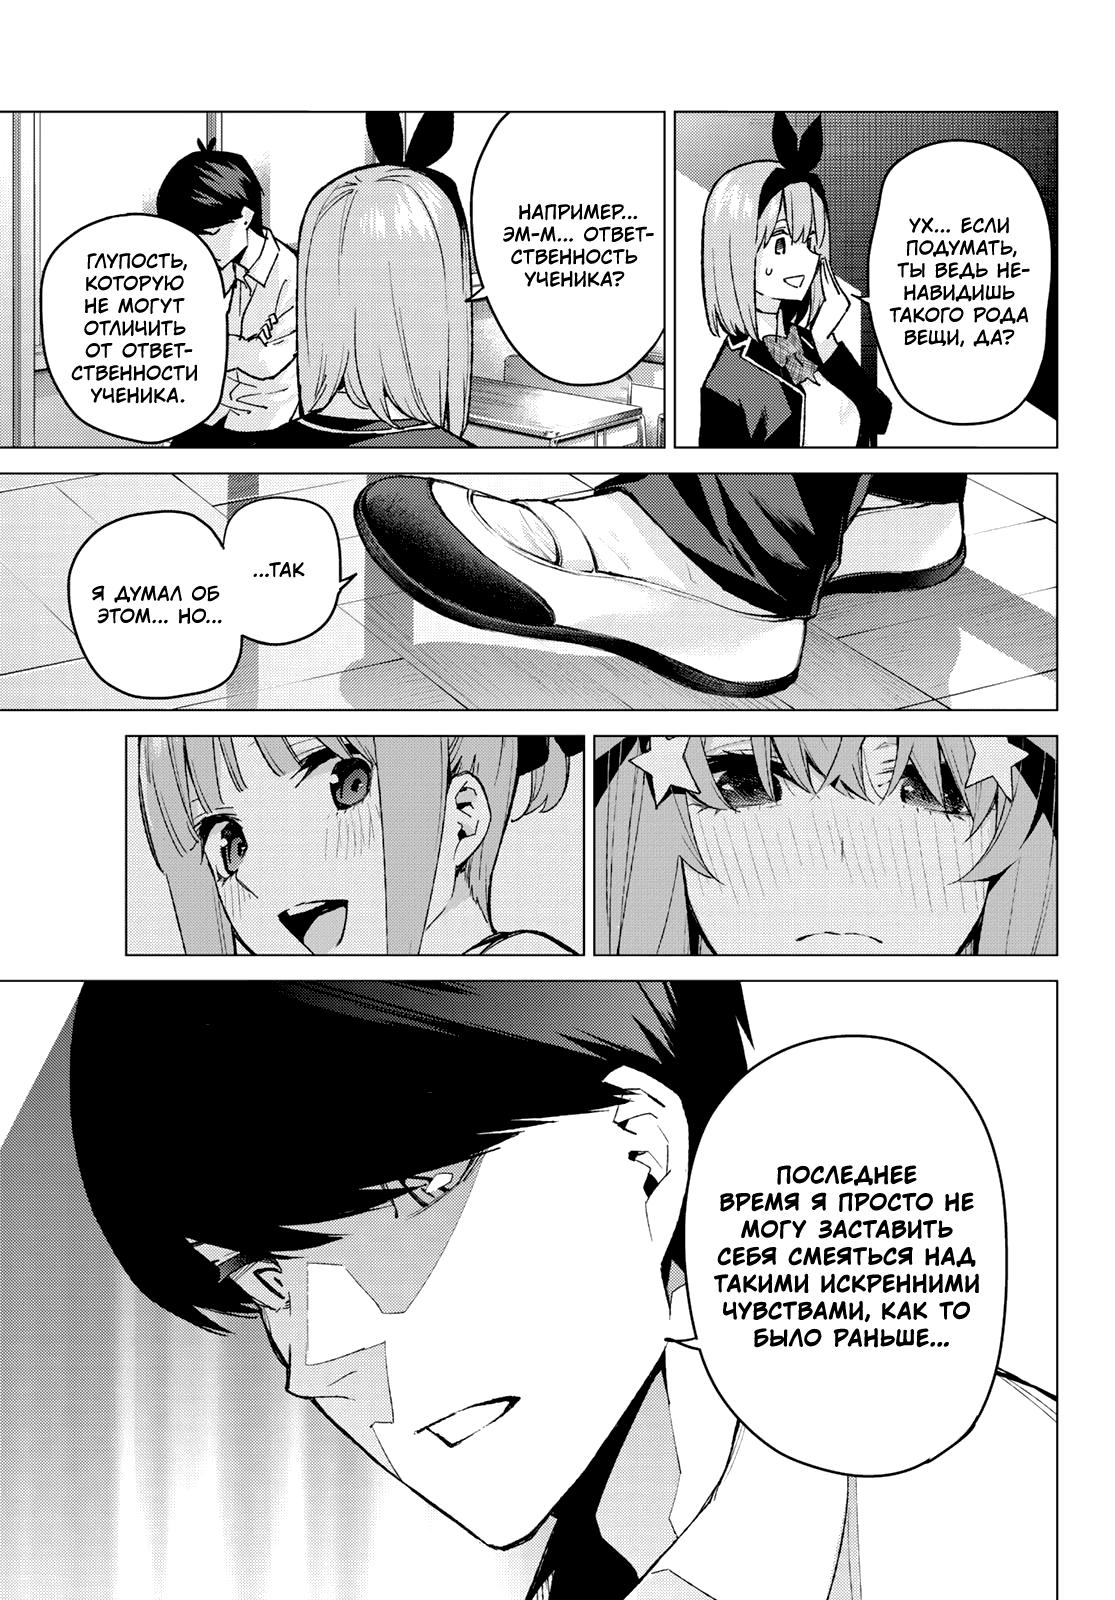 УХ... ЕСЛИ
ПОДУМАТЬ,
ТЫ ВЕДЬ НЕ-
НАВИДИШЬ
ТАКОГО РОДА
ВЕЩИ, ДА?
НАПРИМЕР...
ЭМ-М... ОТВЕТ-
СТВЕННОСТЬ
УЧЕНИКА?
ГЛУПОСТЬ,
КОТОРУЮ
НЕ МОГУТ
ОТЛИЧИТЬ
ОТ ОТВЕТ-
СТВЕННОСТИ
УЧЕНИКА.
...ТАК
Я ДУМАЛ ОБ
ЭТОМ... НО...
ПОСЛЕДНЕЕ
ВРЕМЯ Я ПРОСТО НЕ
МОГУ ЗАСТАВИТЬ
СЕБЯ СМЕЯТЬСЯ НАД
ТАКИМИ ИСКРЕННИМИ
ЧУВСТВАМИ, КАК ТО
БЫЛО РАНЬШЕ...